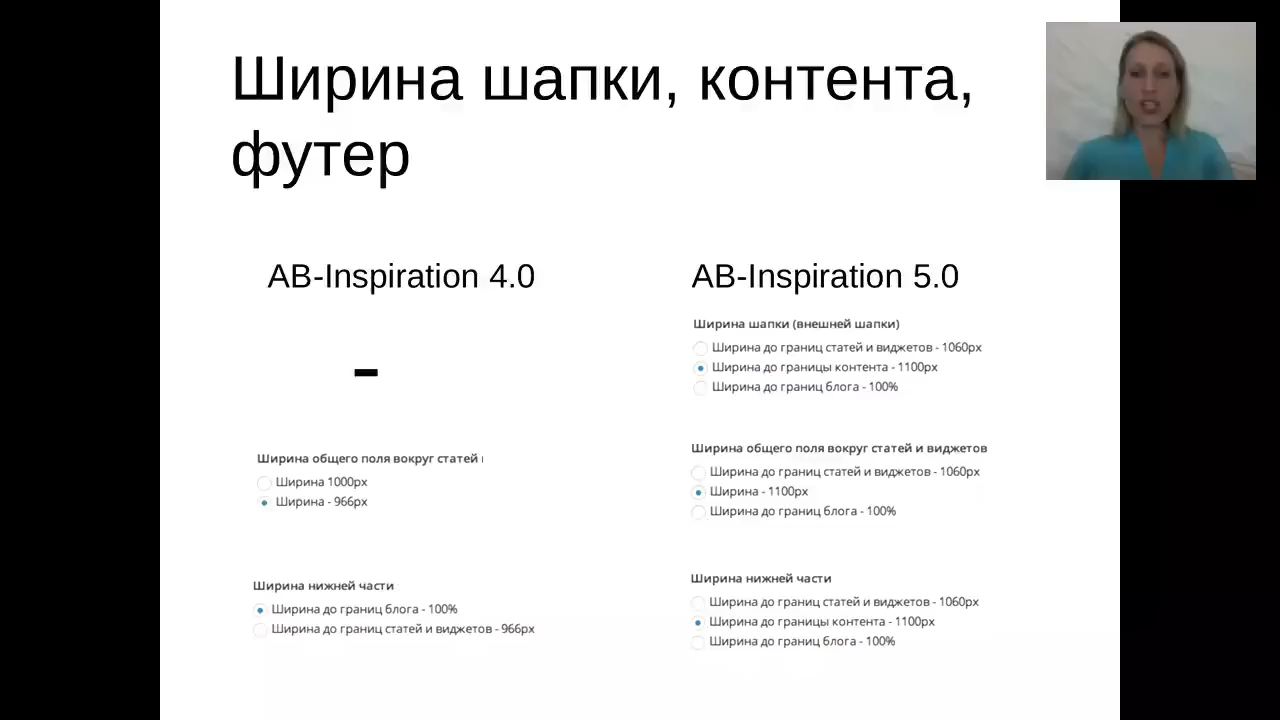 Ширина шапки, контента,
футер
AB-Inspiration 4.0
-
Ширина общего поля вокруг статей
Ширина 1000px
Ширина - 966px
Ширина нижней части
Ширина до границ блога - 100%
Ширина до границ статей и виджетов - 966px
AB-Inspiration 5.0
Ширина шапки (внешней шапки)
Ширина до границ статей и виджетов - 1060px
Ширина до границы контента - 1100px
Ширина до границ блога - 100%
Ширина общего поля вокруг статей и виджетов
Ширина до границ статей и виджетов - 1060px
Ширина - 1100px
Ширина до границ блога - 100%
Ширина нижней части
Ширина до границ статей и виджетов - 1060px
Ширина до границы контента - 1100px
Ширина до границ блога - 100%